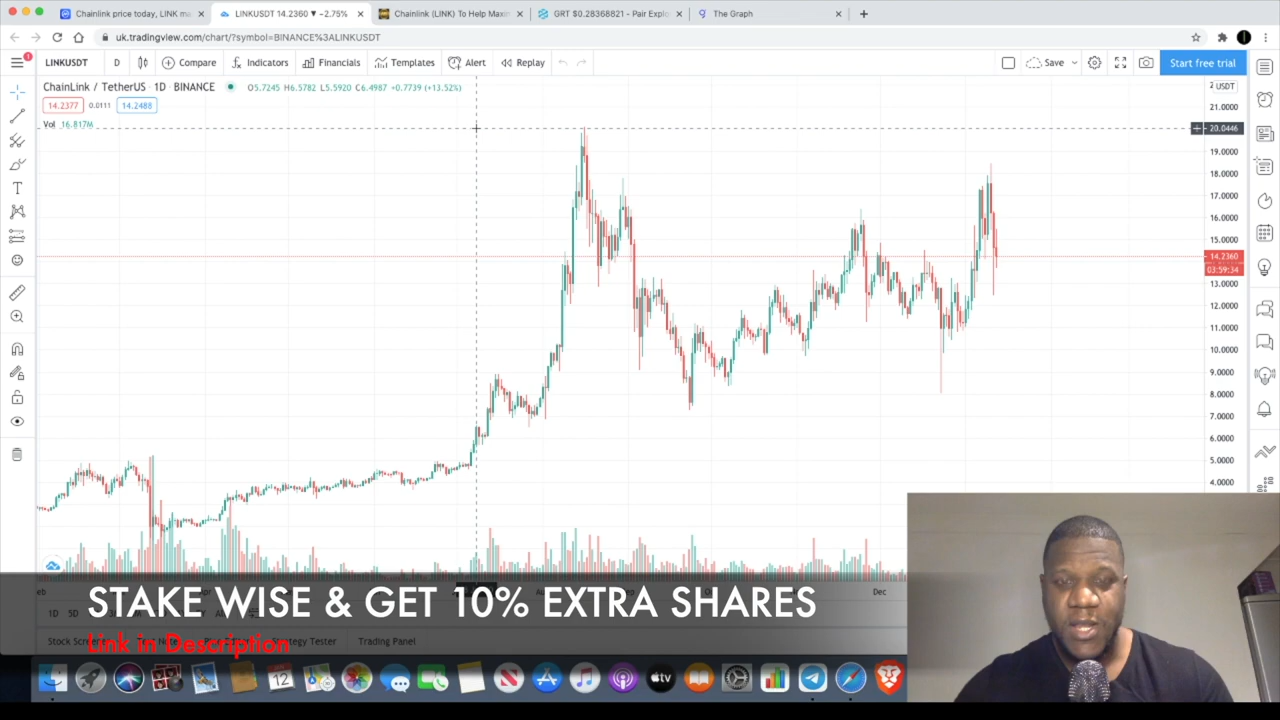 Chainlink price today, LINK ma
LINKUSDT 14.2360 ▼ −2.75%
Chainlink (LINK) To Help Maxi
GRT $0.28368821 - Pair Explo
The Graph
uk.tradingview.com/chart/?symbol=BINANCE%3ALINKUSDT
1
LINKUSDT
D
Compare
Indicators
Financials
Templates
Alert
Replay
Save
Start free trial
ChainLink / TetherUS · 1D · BINANCE
O5.7245 H6.5782 L5.5920 C6.4987 +0.7739 (+13.52%)
14.2377
0.0111
14.2488
Vol 16.817M
USDT
21.0000
20.0446
19.0000
18.0000
17.0000
16.0000
15.0000
14.2360
03:59:34
13.0000
12.0000
11.0000
10.0000
9.0000
8.0000
7.0000
6.0000
5.0000
4.0000
Dec
STAKE WISE & GET 10% EXTRA SHARES
1D
5D
All
Link in Description
Stock Screener
Strategy Tester
Trading Panel
12
tv